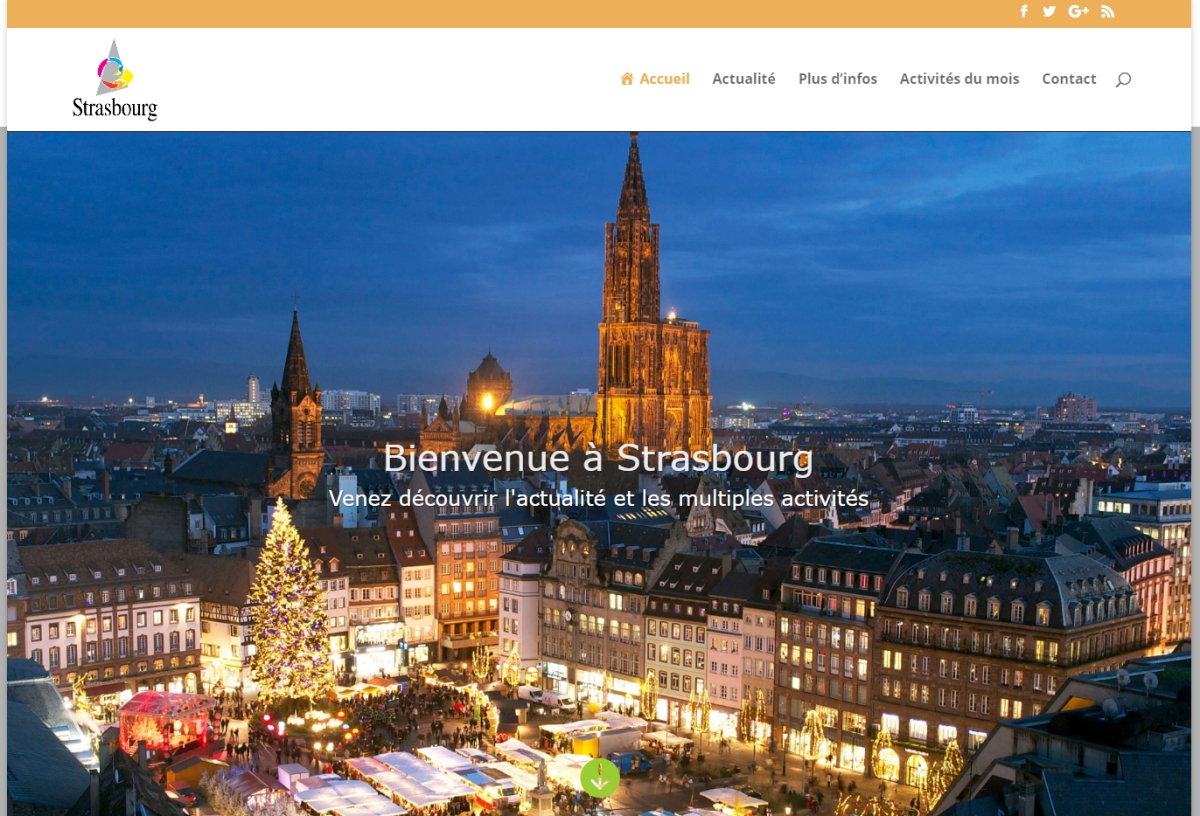 Strasbourg
Accueil Actualité Plus d’infos Activités du mois Contact
Bienvenue à Strasbourg
Venez découvrir l'actualité et les multiples activités